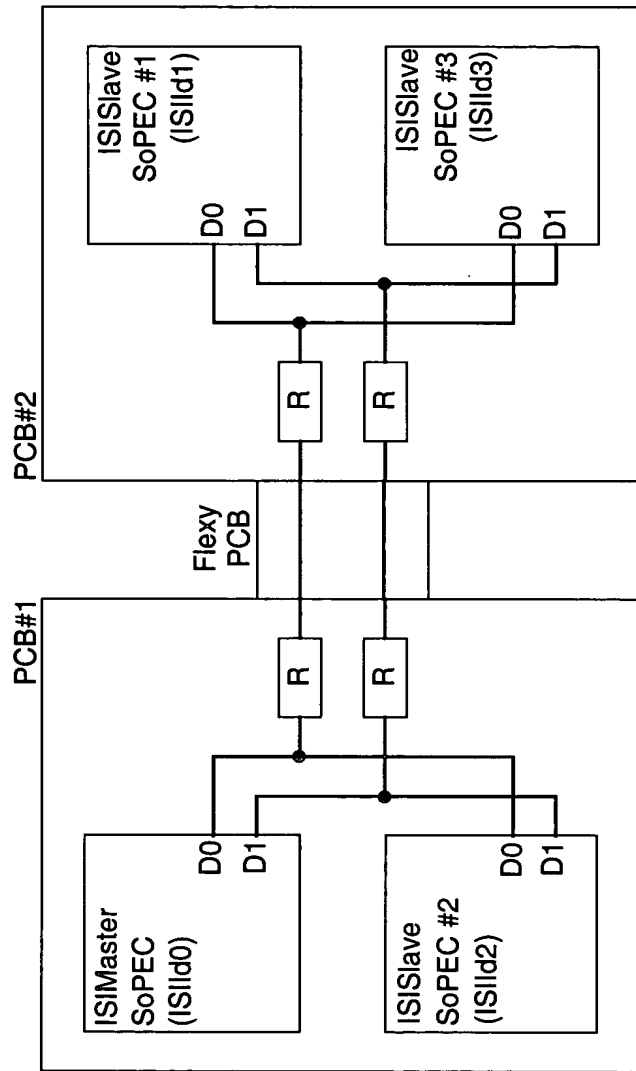 PCB#1
ISIMaster
SoPEC
(ISIId0)
D0
D1
ISISlave
SoPEC #2
(ISIId2)
D0
D1
R
R
Flexy
PCB
PCB#2
R
R
ISISlave
SoPEC #1
(ISIId1)
D0
D1
ISISlave
SoPEC #3
(ISIId3)
D0
D1